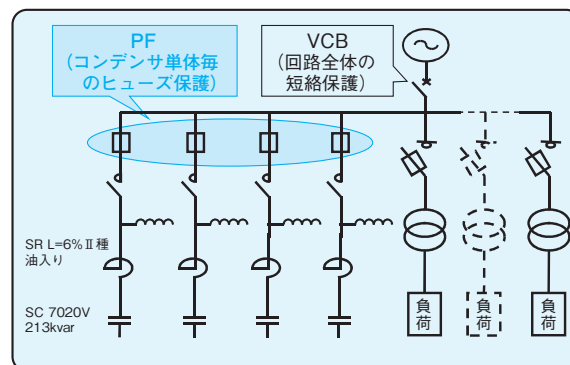 PF
(コンデンサ単体毎
のヒューズ保護)
VCB
(回路全体の
短絡保護)
SR L=6%Ⅱ種
油入り
SC 7020V
213kvar
負荷
負荷
負荷